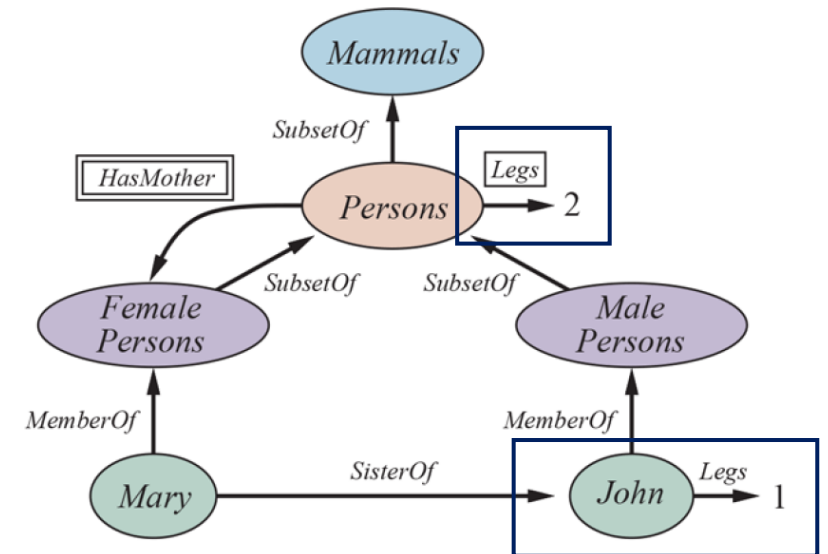 Mammals
SubsetOf
HasMother
Legs
Persons
2
SubsetOf
SubsetOf
Female
Persons
Male
Persons
MemberOf
MemberOf
SisterOf
Legs
Mary
John
1